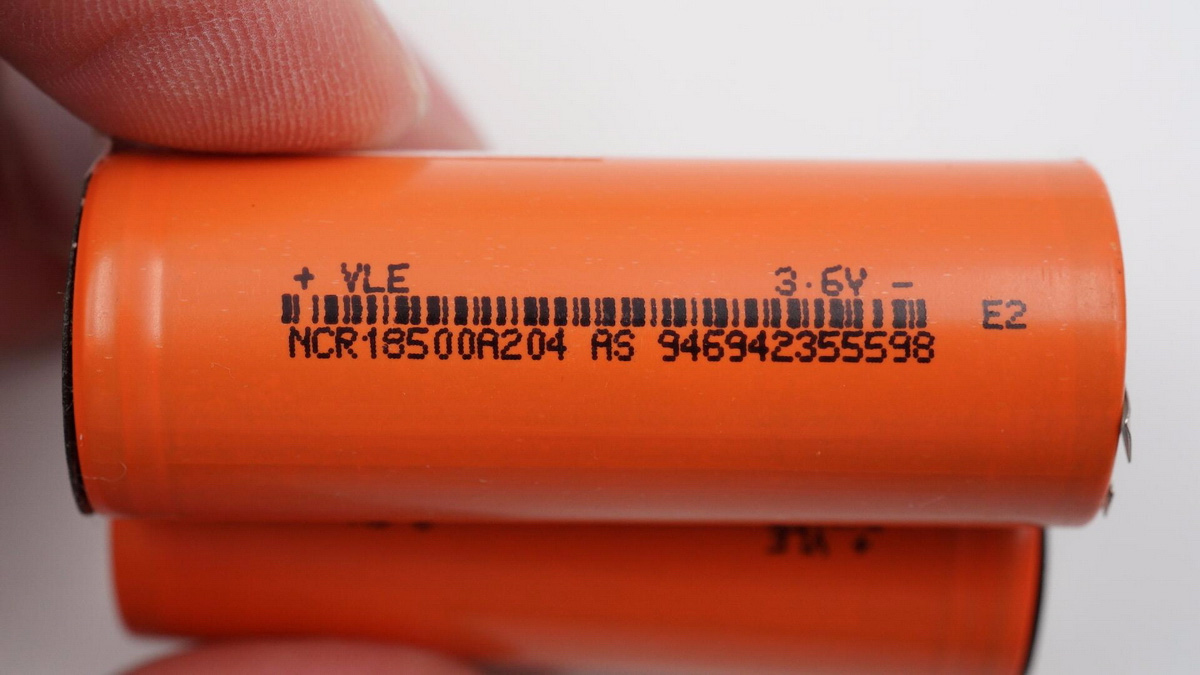 + VLE 3.6V -
E2
NCR18500A204 AS 946942355598